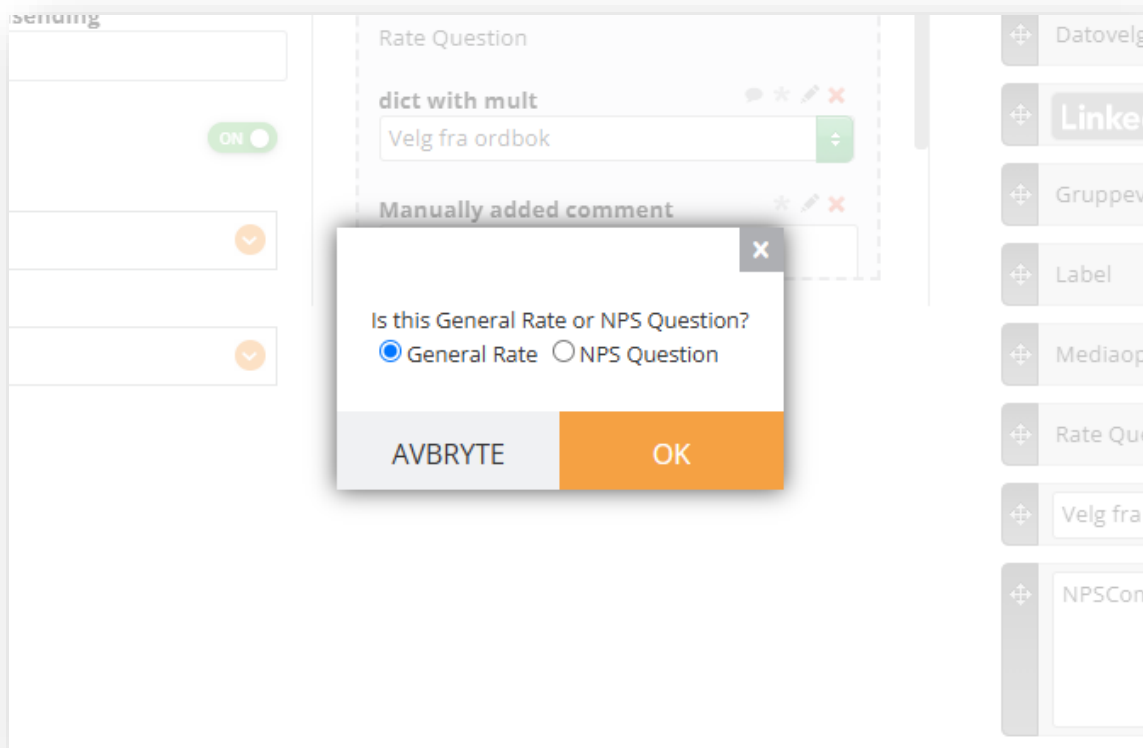 sending
ON
Rate Question
dict with mult
Velg fra ordbok
Manually added comment
x
Is this General Rate or NPS Question?
General Rate NPS Question
AVBRYTE OK
Datovelg
Linke
Gruppev
Label
Mediaop
Rate Que
Velg fra
NPSCom